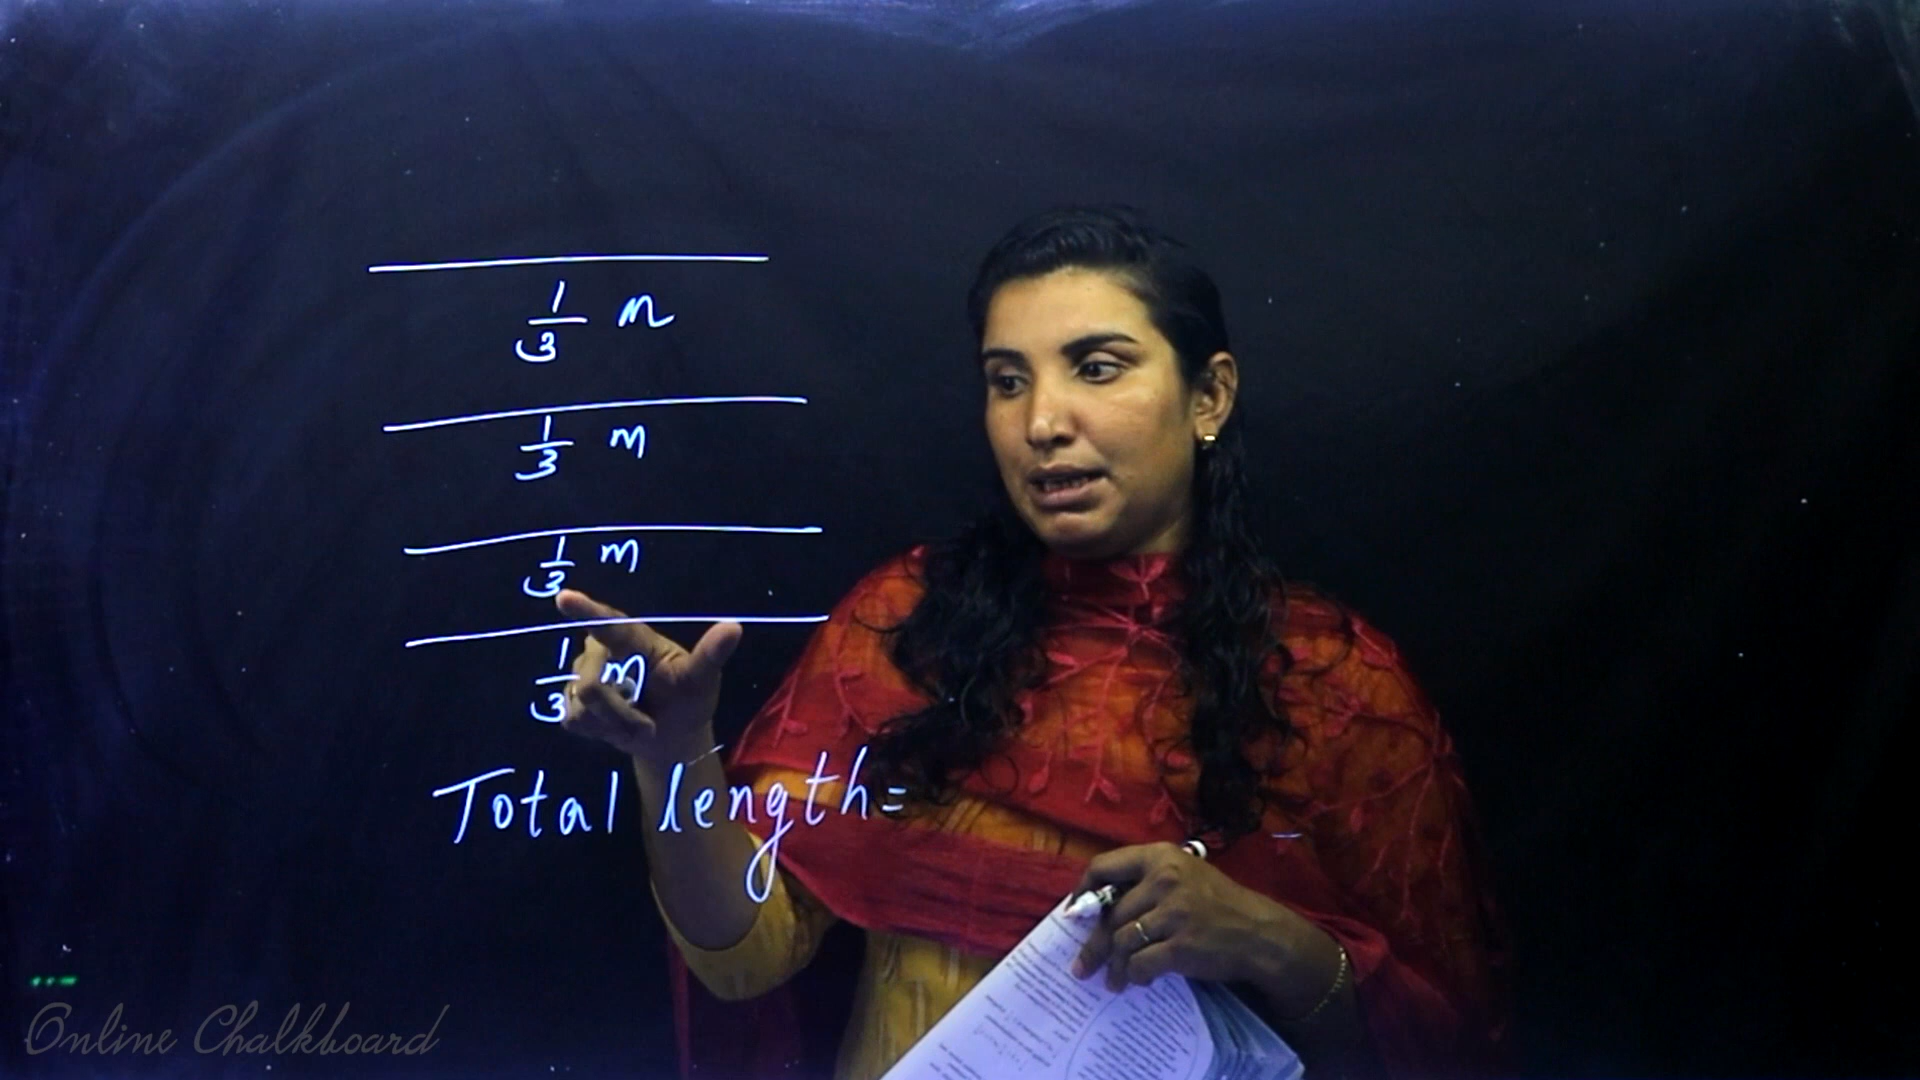 1/3 m
1/3 m
1/3 m
1/3 m
Total length=
Online Chalkboard